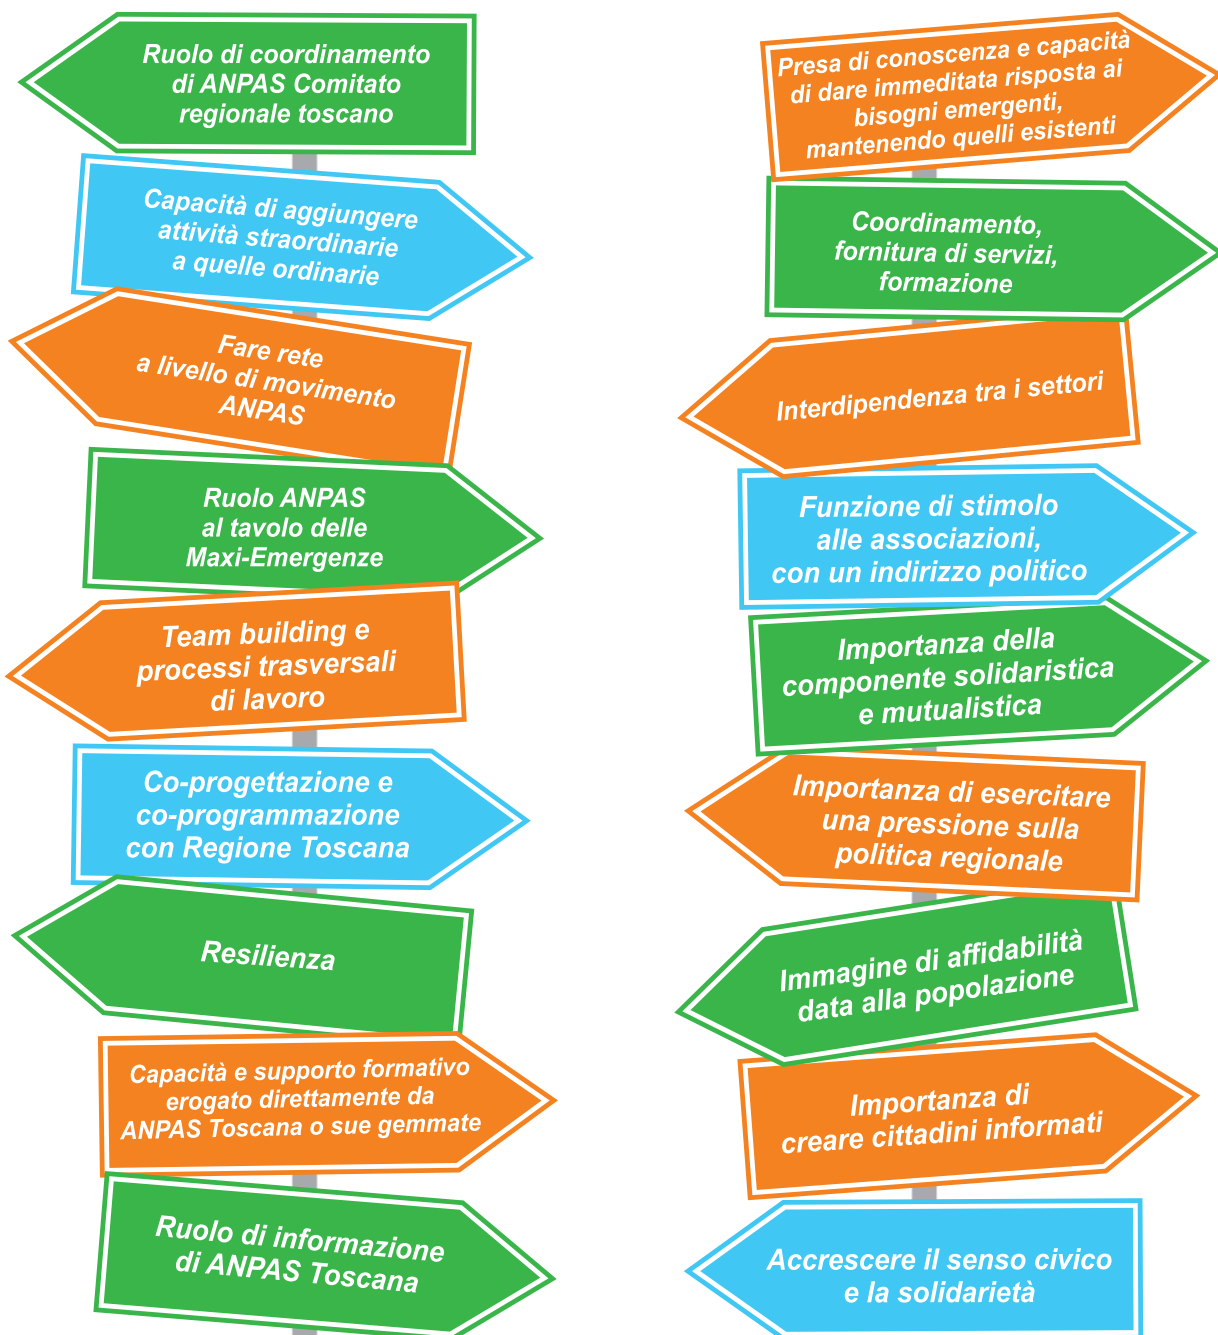 Ruolo di coordinamento
di ANPAS Comitato
regionale toscano
Capacità di aggiungere
attività straordinarie
a quelle ordinarie
Fare rete
a livello di movimento
ANPAS
Ruolo ANPAS
al tavolo delle
Maxi-Emergenze
Team building e
processi trasversali
di lavoro
Co-progettazione e
co-programmazione
con Regione Toscana
Resilienza
Capacità e supporto formativo
erogato direttamente da
ANPAS Toscana o sue gemmate
Ruolo di informazione
di ANPAS Toscana
Presa di conoscenza e capacità
di dare immeditata risposta ai
bisogni emergenti,
mantenendo quelli esistenti
Coordinamento,
fornitura di servizi,
formazione
Interdipendenza tra i settori
Funzione di stimolo
alle associazioni,
con un indirizzo politico
Importanza della
componente solidaristica
e mutualistica
Importanza di esercitare
una pressione sulla
politica regionale
Immagine di affidabilità
data alla popolazione
Importanza di
creare cittadini informati
Accrescere il senso civico
e la solidarietà